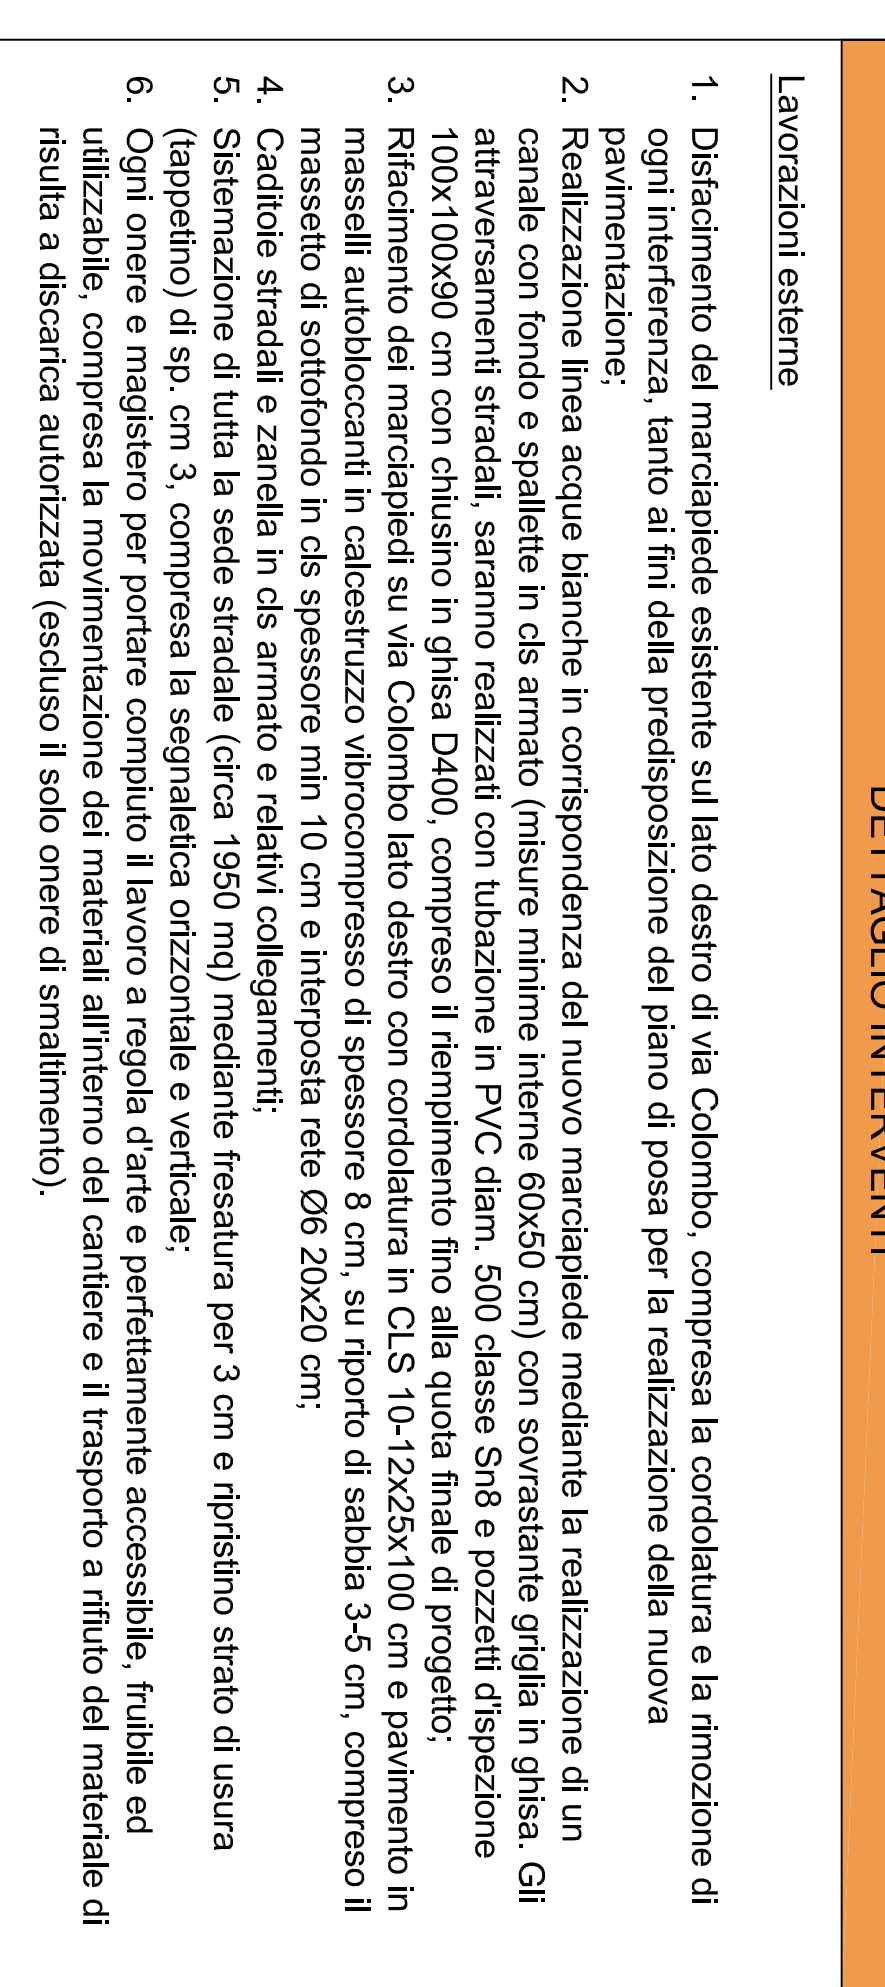 DETTAGLIO INTERVENTI
Lavorazioni esterne
1. Disfacimento del marciapiede esistente sul lato destro di via Colombo, compresa la cordolatura e la rimozione di
ogni interferenza, tanto ai fini della predisposizione del piano di posa per la realizzazione della nuova
pavimentazione;
2. Realizzazione linea acque bianche in corrispondenza del nuovo marciapiede mediante la realizzazione di un
canale con fondo e spallette in cls armato (misure minime interne 60x50 cm) con sovrastante griglia in ghisa. Gli
attraversamenti stradali, saranno realizzati con tubazione in PVC diam. 500 classe Sn8 e pozzetti d'ispezione
100x100x90 cm con chiusino in ghisa D400, compreso il riempimento fino alla quota finale di progetto;
3. Rifacimento dei marciapiedi su via Colombo lato destro con cordolatura in CLS 10-12x25x100 cm e pavimento in
masselli autobloccanti in calcestruzzo vibrocompresso di spessore 8 cm, su riporto di sabbia 3-5 cm, compreso il
massetto di sottofondo in cls spessore min 10 cm e interposta rete Ø6 20x20 cm;
4. Caditoie stradali e zanella in cls armato e relativi collegamenti;
5. Sistemazione di tutta la sede stradale (circa 1950 mq) mediante fresatura per 3 cm e ripristino strato di usura
(tappetino) di sp. cm 3, compresa la segnaletica orizzontale e verticale;
6. Ogni onere e magistero per portare compiuto il lavoro a regola d'arte e perfettamente accessibile, fruibile ed
utilizzabile, compresa la movimentazione dei materiali all'interno del cantiere e il trasporto a rifiuto del materiale di
risulta a discarica autorizzata (escluso il solo onere di smaltimento).